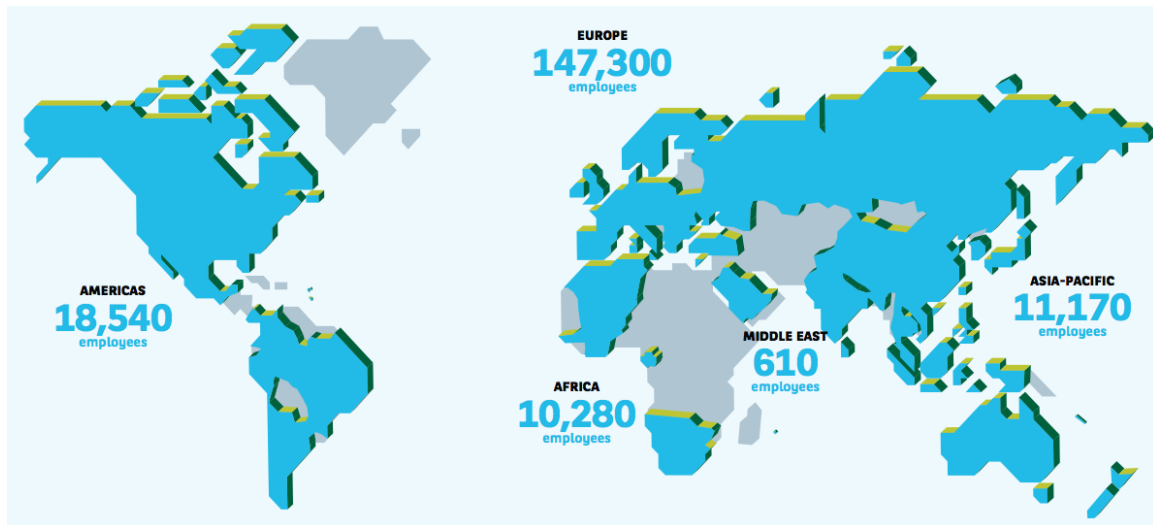 EUROPE
147,300
employees
AMERICAS
18,540
employees
ASIA-PACIFIC
11,170
employees
MIDDLE EAST
610
employees
AFRICA
10,280
employees